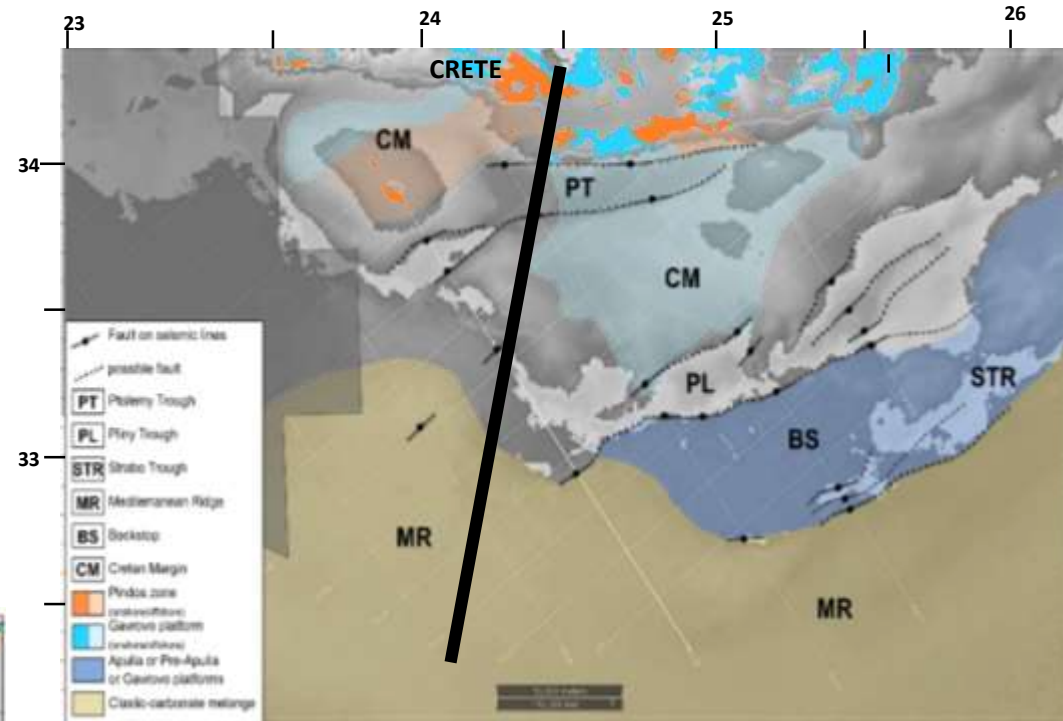 23 24 25 26
CRETE
CM
34
PT
CM
Fault on seismic lines
possible fault
PT Ptolemy Trough
PL Pliny Trough
STR Strabo Trough
MR Mediterranean Ridge
BS Backstop
CM Cretan Margin
Pindos zone
Gavrovo platform
Apulia or Pre-Apulia
or Gavrovo platforms
Clastic-carbonate melange
PL
STR
BS
33
MR
MR